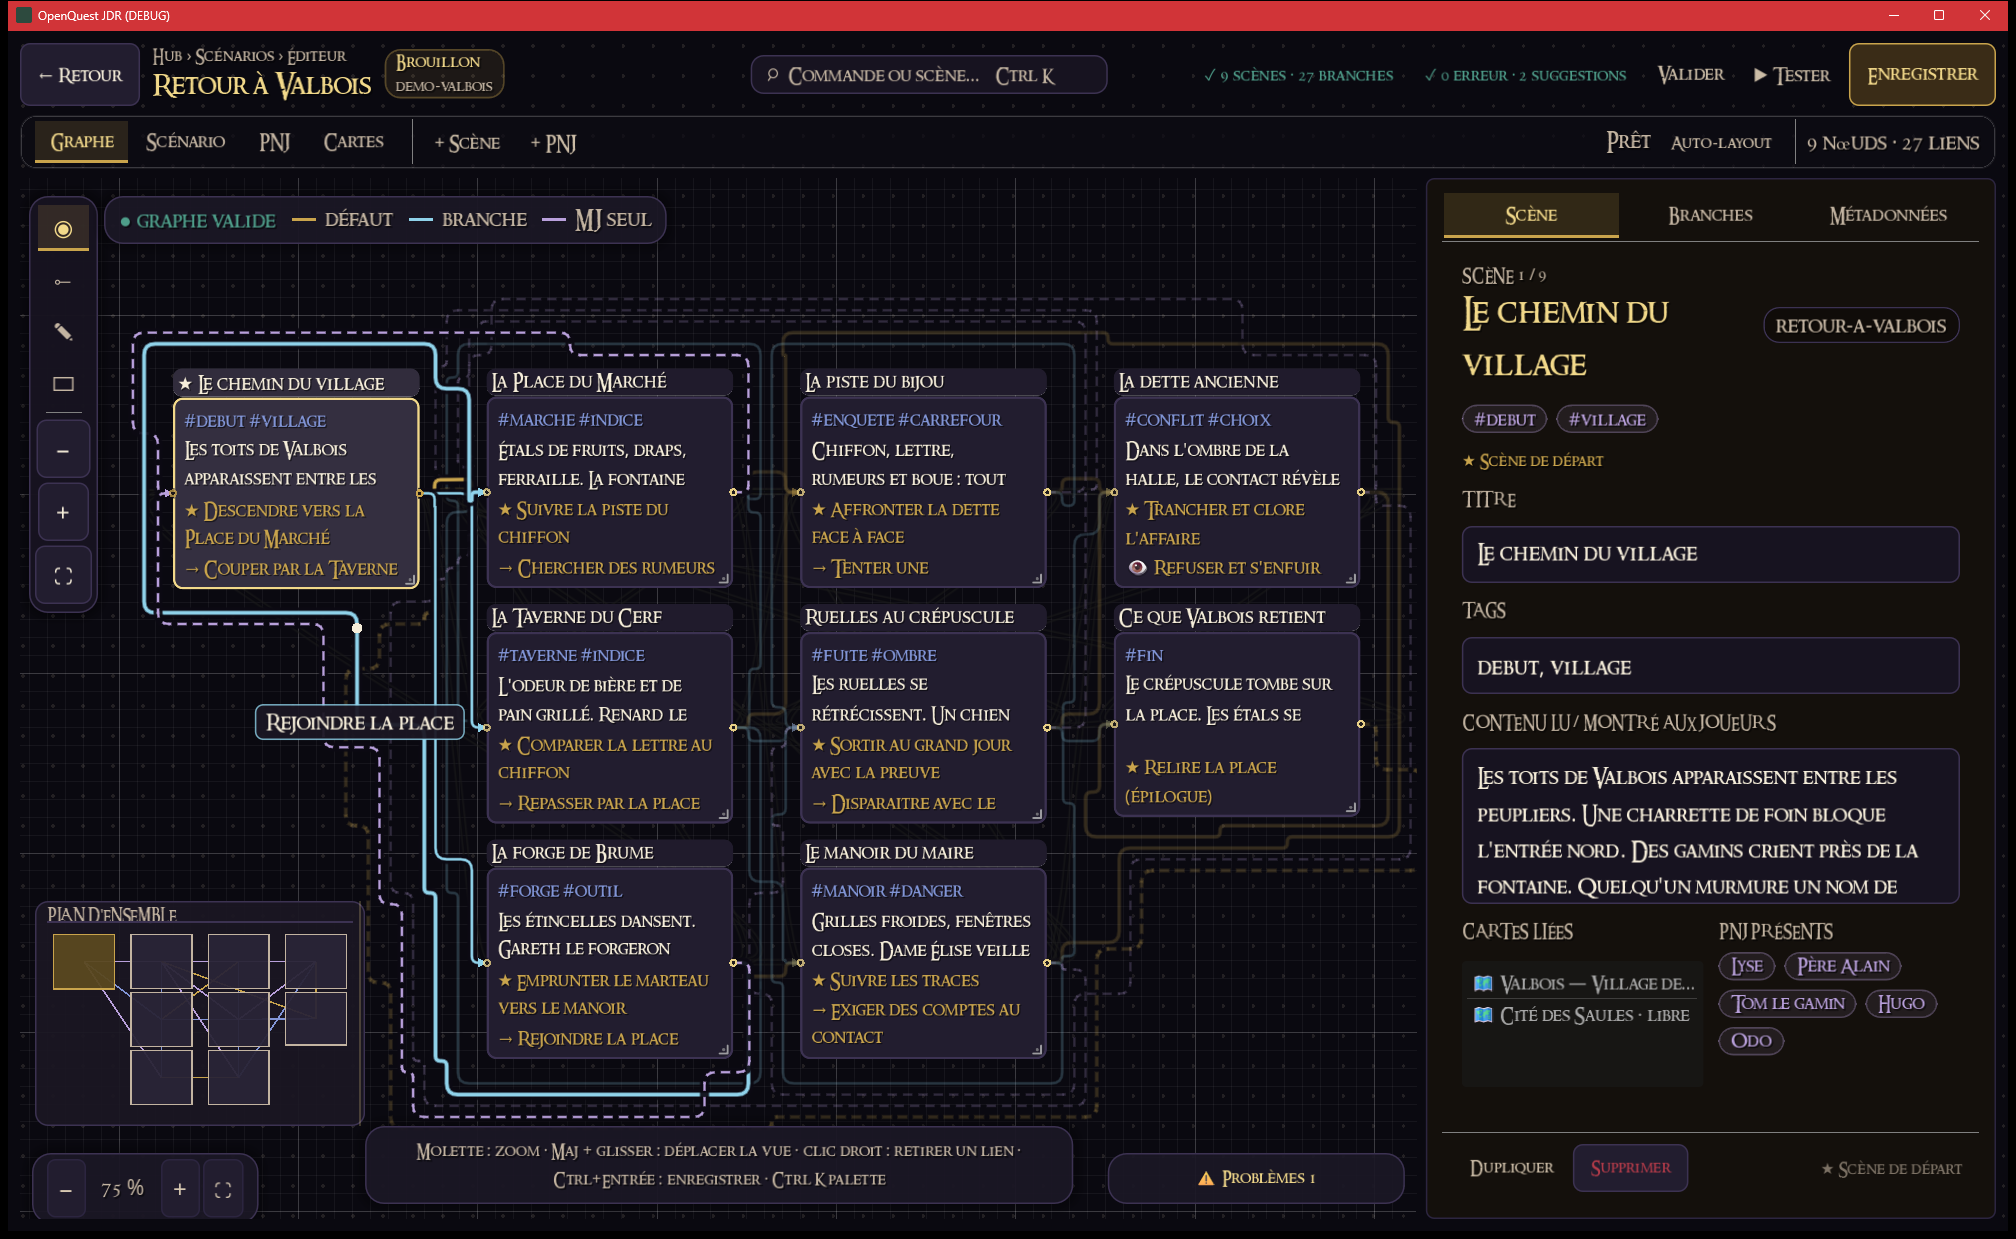 OpenQuest JDR (DEBUG)
← Retour
Hub › Scénarios › Éditeur
Retour à Valbois
Brouillon
demo-valbois
Commande ou scène... Ctrl K
✓ 9 scènes · 27 branches
✓ 0 erreur · 2 suggestions
Valider
▶ Tester
Enregistrer
Graphe
Scénario
PNJ
Cartes
+ Scène
+ PNJ
Prêt
Auto-layout
9 Nœuds · 27 liens
● graphe valide
défaut
branche
MJ seul
★ Le chemin du village
#debut #village
Les toits de Valbois
apparaissent entre les
★ Descendre vers la
Place du Marché
→ Couper par la Taverne
La Place du Marché
#marche #indice
Étals de fruits, draps,
ferraille. La fontaine
★ Suivre la piste du
chiffon
→ Chercher des rumeurs
La piste du bijou
#enquete #carrefour
Chiffon, lettre,
rumeurs et boue : tout
★ Affronter la dette
face à face
→ Tenter une
La dette ancienne
#conflit #choix
Dans l'ombre de la
halle, le contact révèle
★ Trancher et clore
l'affaire
👁 Refuser et s'enfuir
La Taverne du Cerf
#taverne #indice
L'odeur de bière et de
pain grillé. Renard le
★ Comparer la lettre au
chiffon
→ Repasser par la place
Ruelles au crépuscule
#fuite #ombre
Les ruelles se
rétrécissent. Un chien
★ Sortir au grand jour
avec la preuve
→ Disparaitre avec le
Ce que Valbois retient
#fin
Le crépuscule tombe sur
la place. Les étals se
★ Relire la place
(épilogue)
Rejoindre la place
La forge de Brume
#forge #outil
Les étincelles dansent.
Gareth le forgeron
★ Emprunter le marteau
vers le manoir
→ Rejoindre la place
Le manoir du maire
#manoir #danger
Grilles froides, fenêtres
closes. Dame Élise veille
★ Suivre les traces
→ Exiger des comptes au
contact
Plan d'ensemble
− 75 % +
Molette : zoom · Maj + glisser : déplacer la vue · clic droit : retirer un lien ·
Ctrl+Entrée : enregistrer · Ctrl K palette
⚠ Problèmes 1
Scène
Branches
Métadonnées
Scène 1 / 9
Le chemin du
village
retour-a-valbois
#debut
#village
★ Scène de départ
Titre
Le chemin du village
Tags
debut, village
Contenu lu / montré aux joueurs
Les toits de Valbois apparaissent entre les
peupliers. Une charrette de foin bloque
l'entrée nord. Des gamins crient près de la
fontaine. Quelqu'un murmure un nom de
Cartes liées
Valbois — Village de...
Cité des Saules · libre
PNJ présents
Lyse
Père Alain
Tom le gamin
Hugo
Odo
Dupliquer
Supprimer
★ Scène de départ